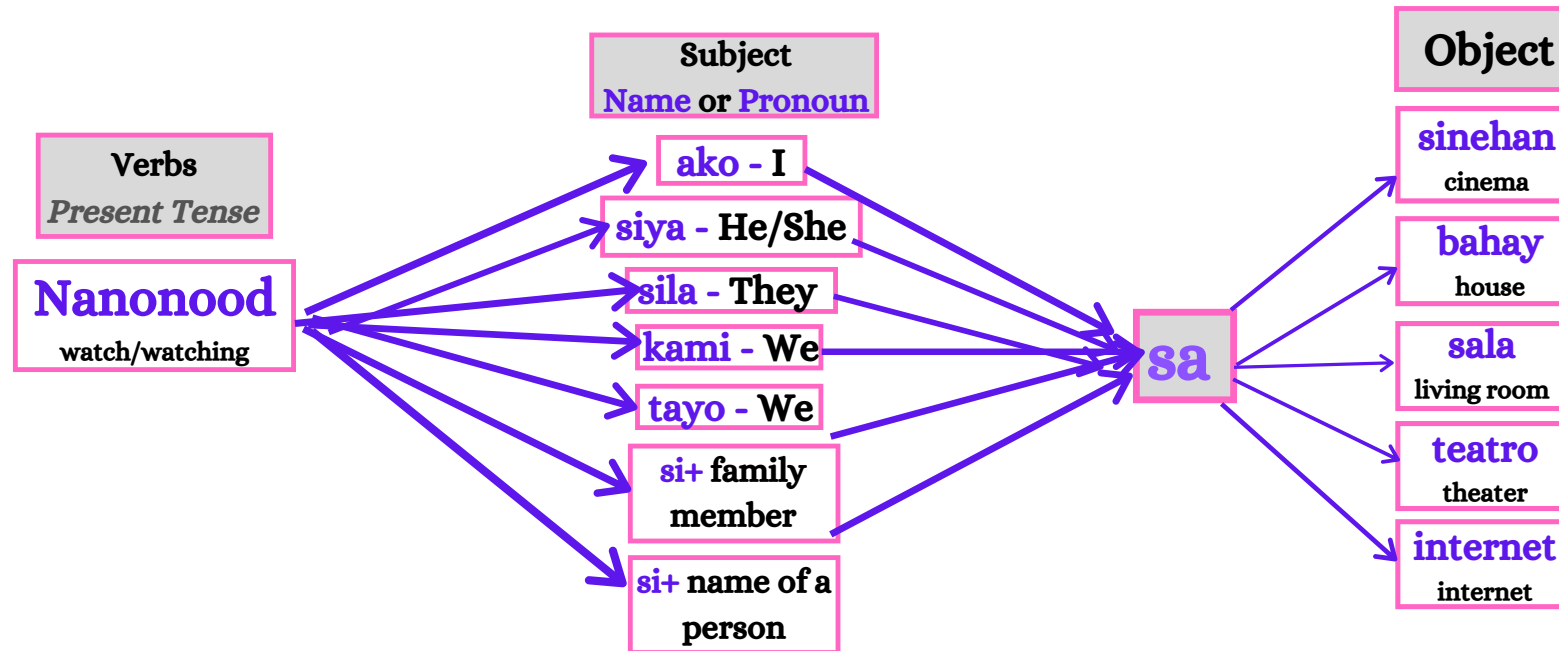 Verbs
Present Tense
Nanonood
watch/watching
Subject
Name or Pronoun
ako - I
siya - He/She
sila - They
kami - We
tayo - We
si+ family
member
si+ name of a
person
sa
Object
sinehan
cinema
bahay
house
sala
living room
teatro
theater
internet
internet